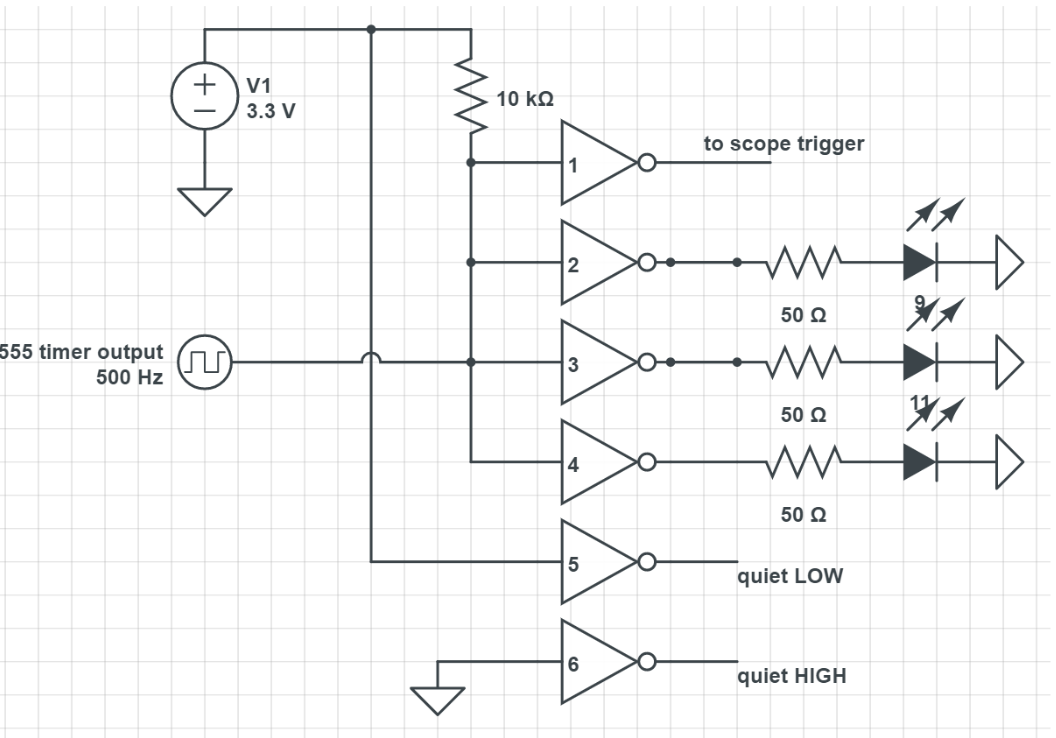 V1
3.3 V
10 kΩ
1
to scope trigger
2
50 Ω
9
555 timer output
500 Hz
3
50 Ω
11
4
50 Ω
5
quiet LOW
6
quiet HIGH